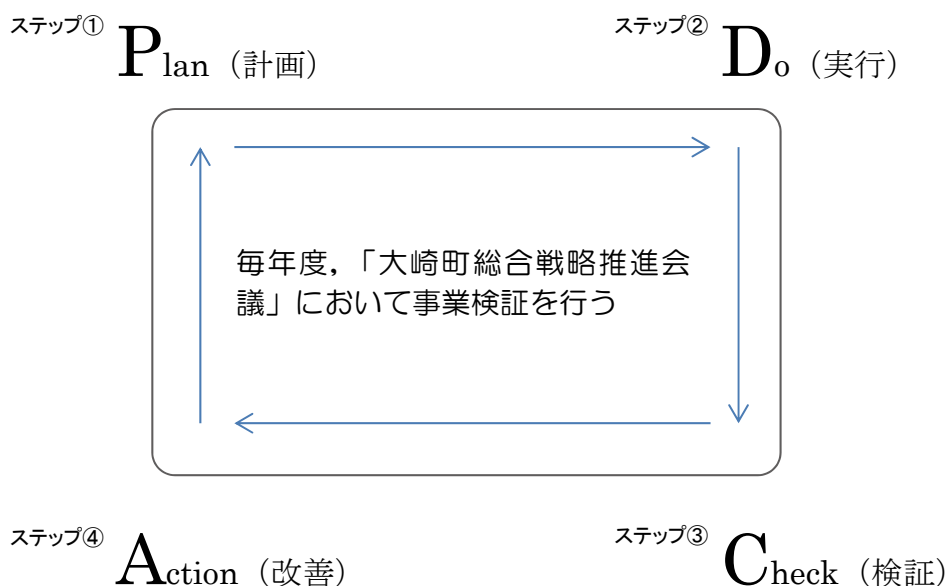 ステップ①
Plan（計画）
ステップ②
Do（実行）
毎年度，「大崎町総合戦略推進会
議」において事業検証を行う
ステップ④
Action（改善）
ステップ③
Check（検証）